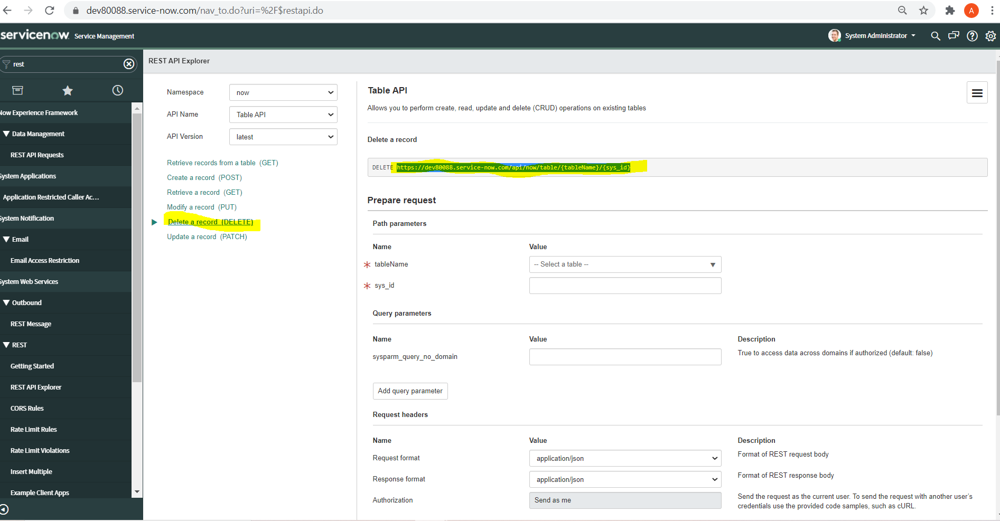 dev80088.service-now.com/nav_to.do?uri=%2F$restapi.do
A
servicenow Service Management
System Administrator
rest
Now Experience Framework
Data Management
REST API Requests
System Applications
Application Restricted Caller Ac...
System Notification
Email
Email Access Restriction
System Web Services
Outbound
REST Message
REST
Getting Started
REST API Explorer
CORS Rules
Rate Limit Rules
Rate Limit Violations
Insert Multiple
Example Client Apps
REST API Explorer
Namespace now
API Name Table API
API Version latest
Retrieve records from a table (GET)
Create a record (POST)
Retrieve a record (GET)
Modify a record (PUT)
Delete a record (DELETE)
Update a record (PATCH)
Table API
Allows you to perform create, read, update and delete (CRUD) operations on existing tables
Delete a record
DELETE https://dev80088.service-now.com/api/now/table/{tableName}/{sys_id}
Prepare request
Path parameters
Name Value
* tableName -- Select a table --
* sys_id
Query parameters
Name Value Description
sysparm_query_no_domain True to access data across domains if authorized (default: false)
Add query parameter
Request headers
Name Value Description
Request format application/json Format of REST request body
Response format application/json Format of REST response body
Authorization Send as me Send the request as the current user. To send the request with another user's
credentials use the provided code samples, such as cURL.